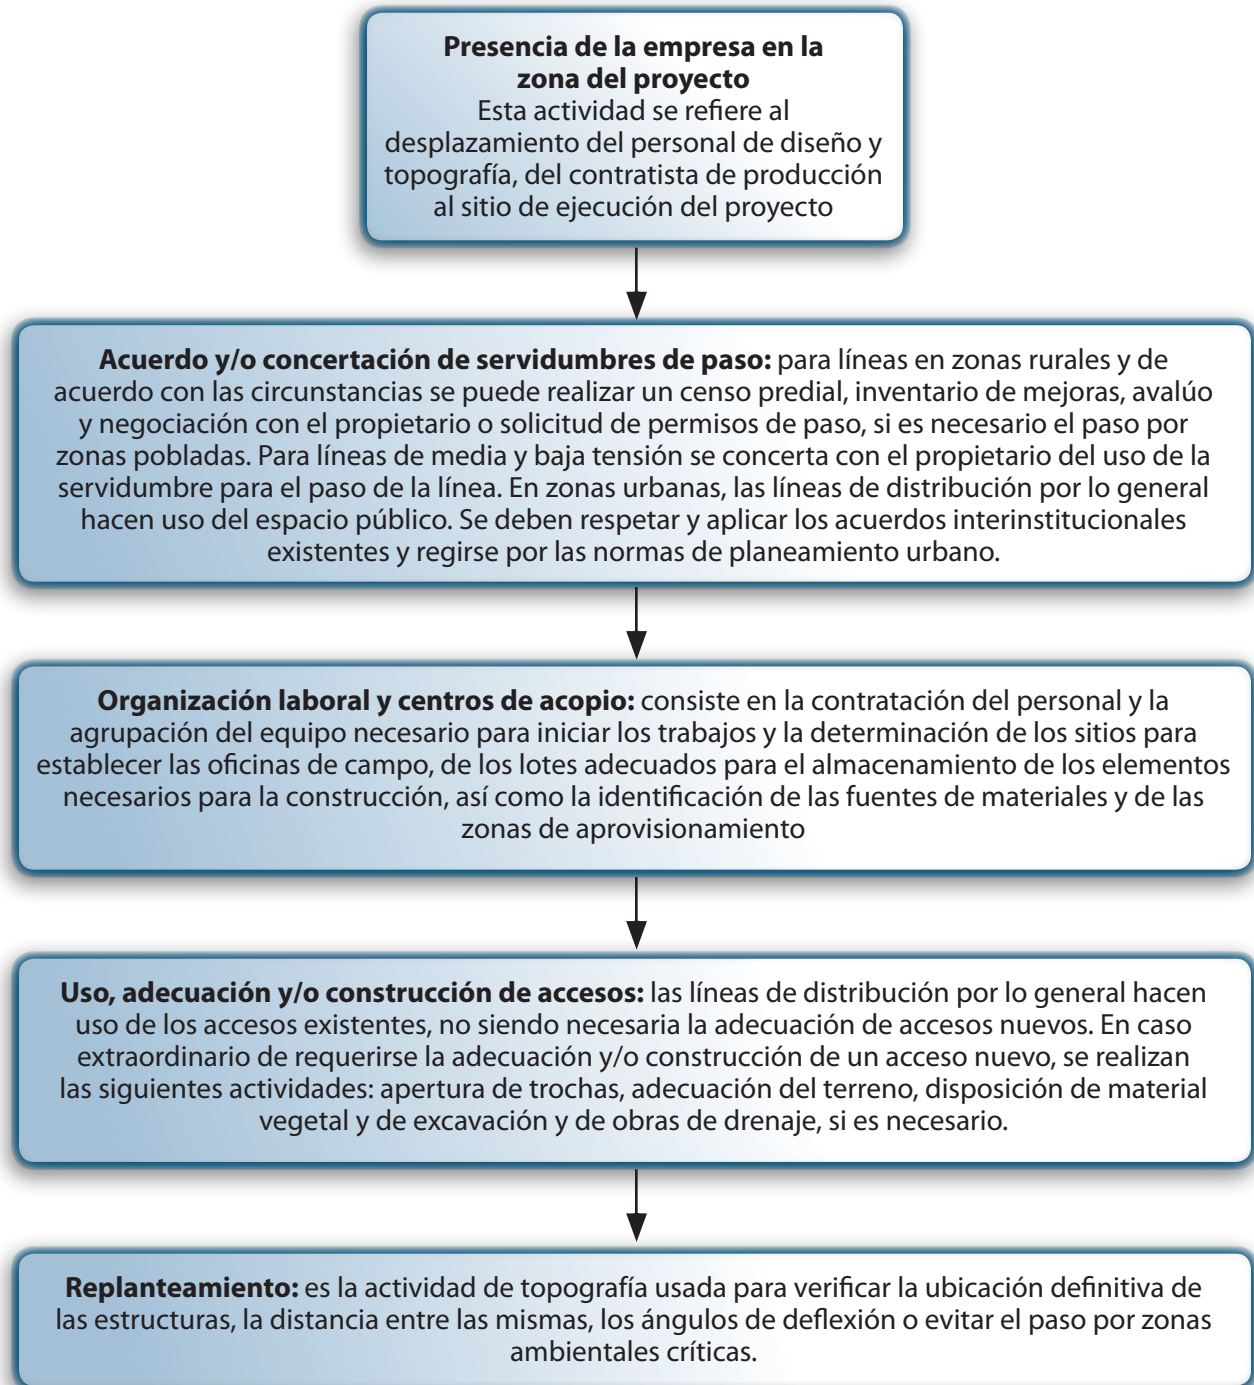 Presencia de la empresa en la
zona del proyecto
Esta actividad se refiere al
desplazamiento del personal de diseño y
topografía, del contratista de producción
al sitio de ejecución del proyecto
Acuerdo y/o concertación de servidumbres de paso: para líneas en zonas rurales y de
acuerdo con las circunstancias se puede realizar un censo predial, inventario de mejoras, avalúo
y negociación con el propietario o solicitud de permisos de paso, si es necesario el paso por
zonas pobladas. Para líneas de media y baja tensión se concerta con el propietario del uso de la
servidumbre para el paso de la línea. En zonas urbanas, las líneas de distribución por lo general
hacen uso del espacio público. Se deben respetar y aplicar los acuerdos interinstitucionales
existentes y regirse por las normas de planeamiento urbano.
Organización laboral y centros de acopio: consiste en la contratación del personal y la
agrupación del equipo necesario para iniciar los trabajos y la determinación de los sitios para
establecer las oficinas de campo, de los lotes adecuados para el almacenamiento de los elementos
necesarios para la construcción, así como la identificación de las fuentes de materiales y de las
zonas de aprovisionamiento
Uso, adecuación y/o construcción de accesos: las líneas de distribución por lo general hacen
uso de los accesos existentes, no siendo necesaria la adecuación de accesos nuevos. En caso
extraordinario de requerirse la adecuación y/o construcción de un acceso nuevo, se realizan
las siguientes actividades: apertura de trochas, adecuación del terreno, disposición de material
vegetal y de excavación y de obras de drenaje, si es necesario.
Replanteamiento: es la actividad de topografía usada para verificar la ubicación definitiva de
las estructuras, la distancia entre las mismas, los ángulos de deflexión o evitar el paso por zonas
ambientales críticas.